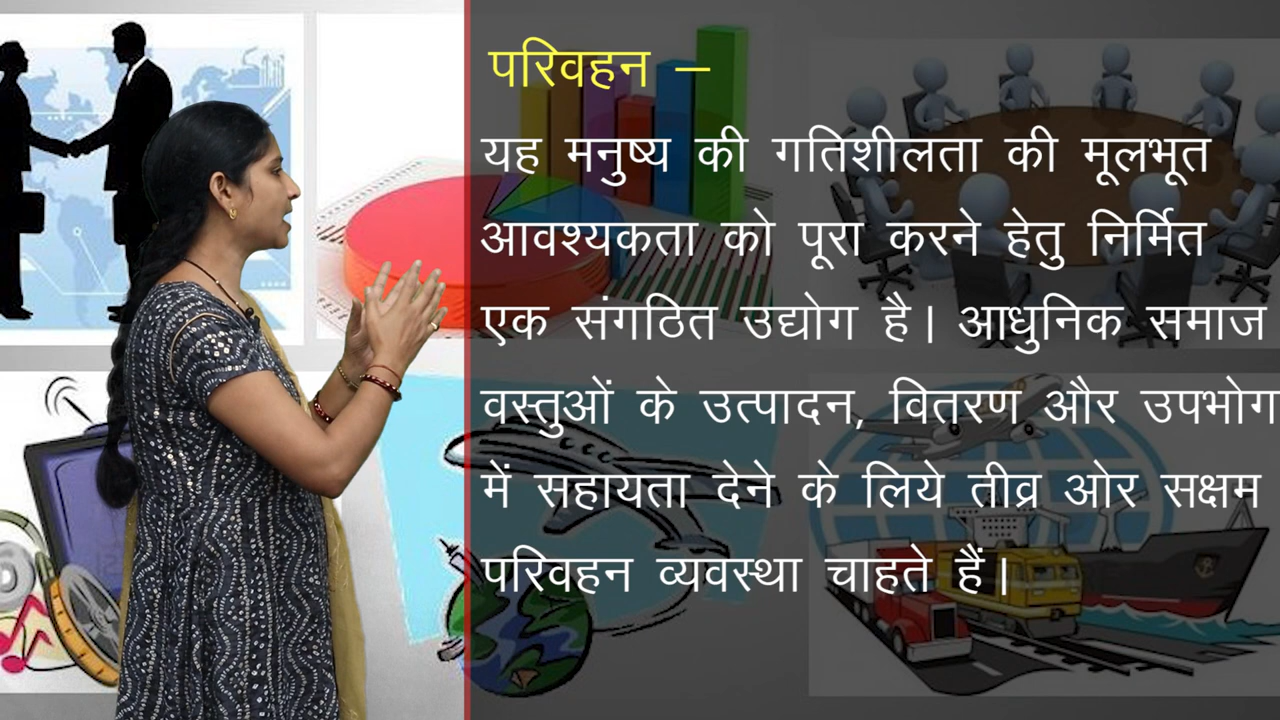 परिवहन –
यह मनुष्य की गतिशीलता की मूलभूत
आवश्यकता को पूरा करने हेतु निर्मित
एक संगठित उद्योग है। आधुनिक समाज
वस्तुओं के उत्पादन, वितरण और उपभोग
में सहायता देने के लिये तीव्र ओर सक्षम
परिवहन व्यवस्था चाहते हैं।